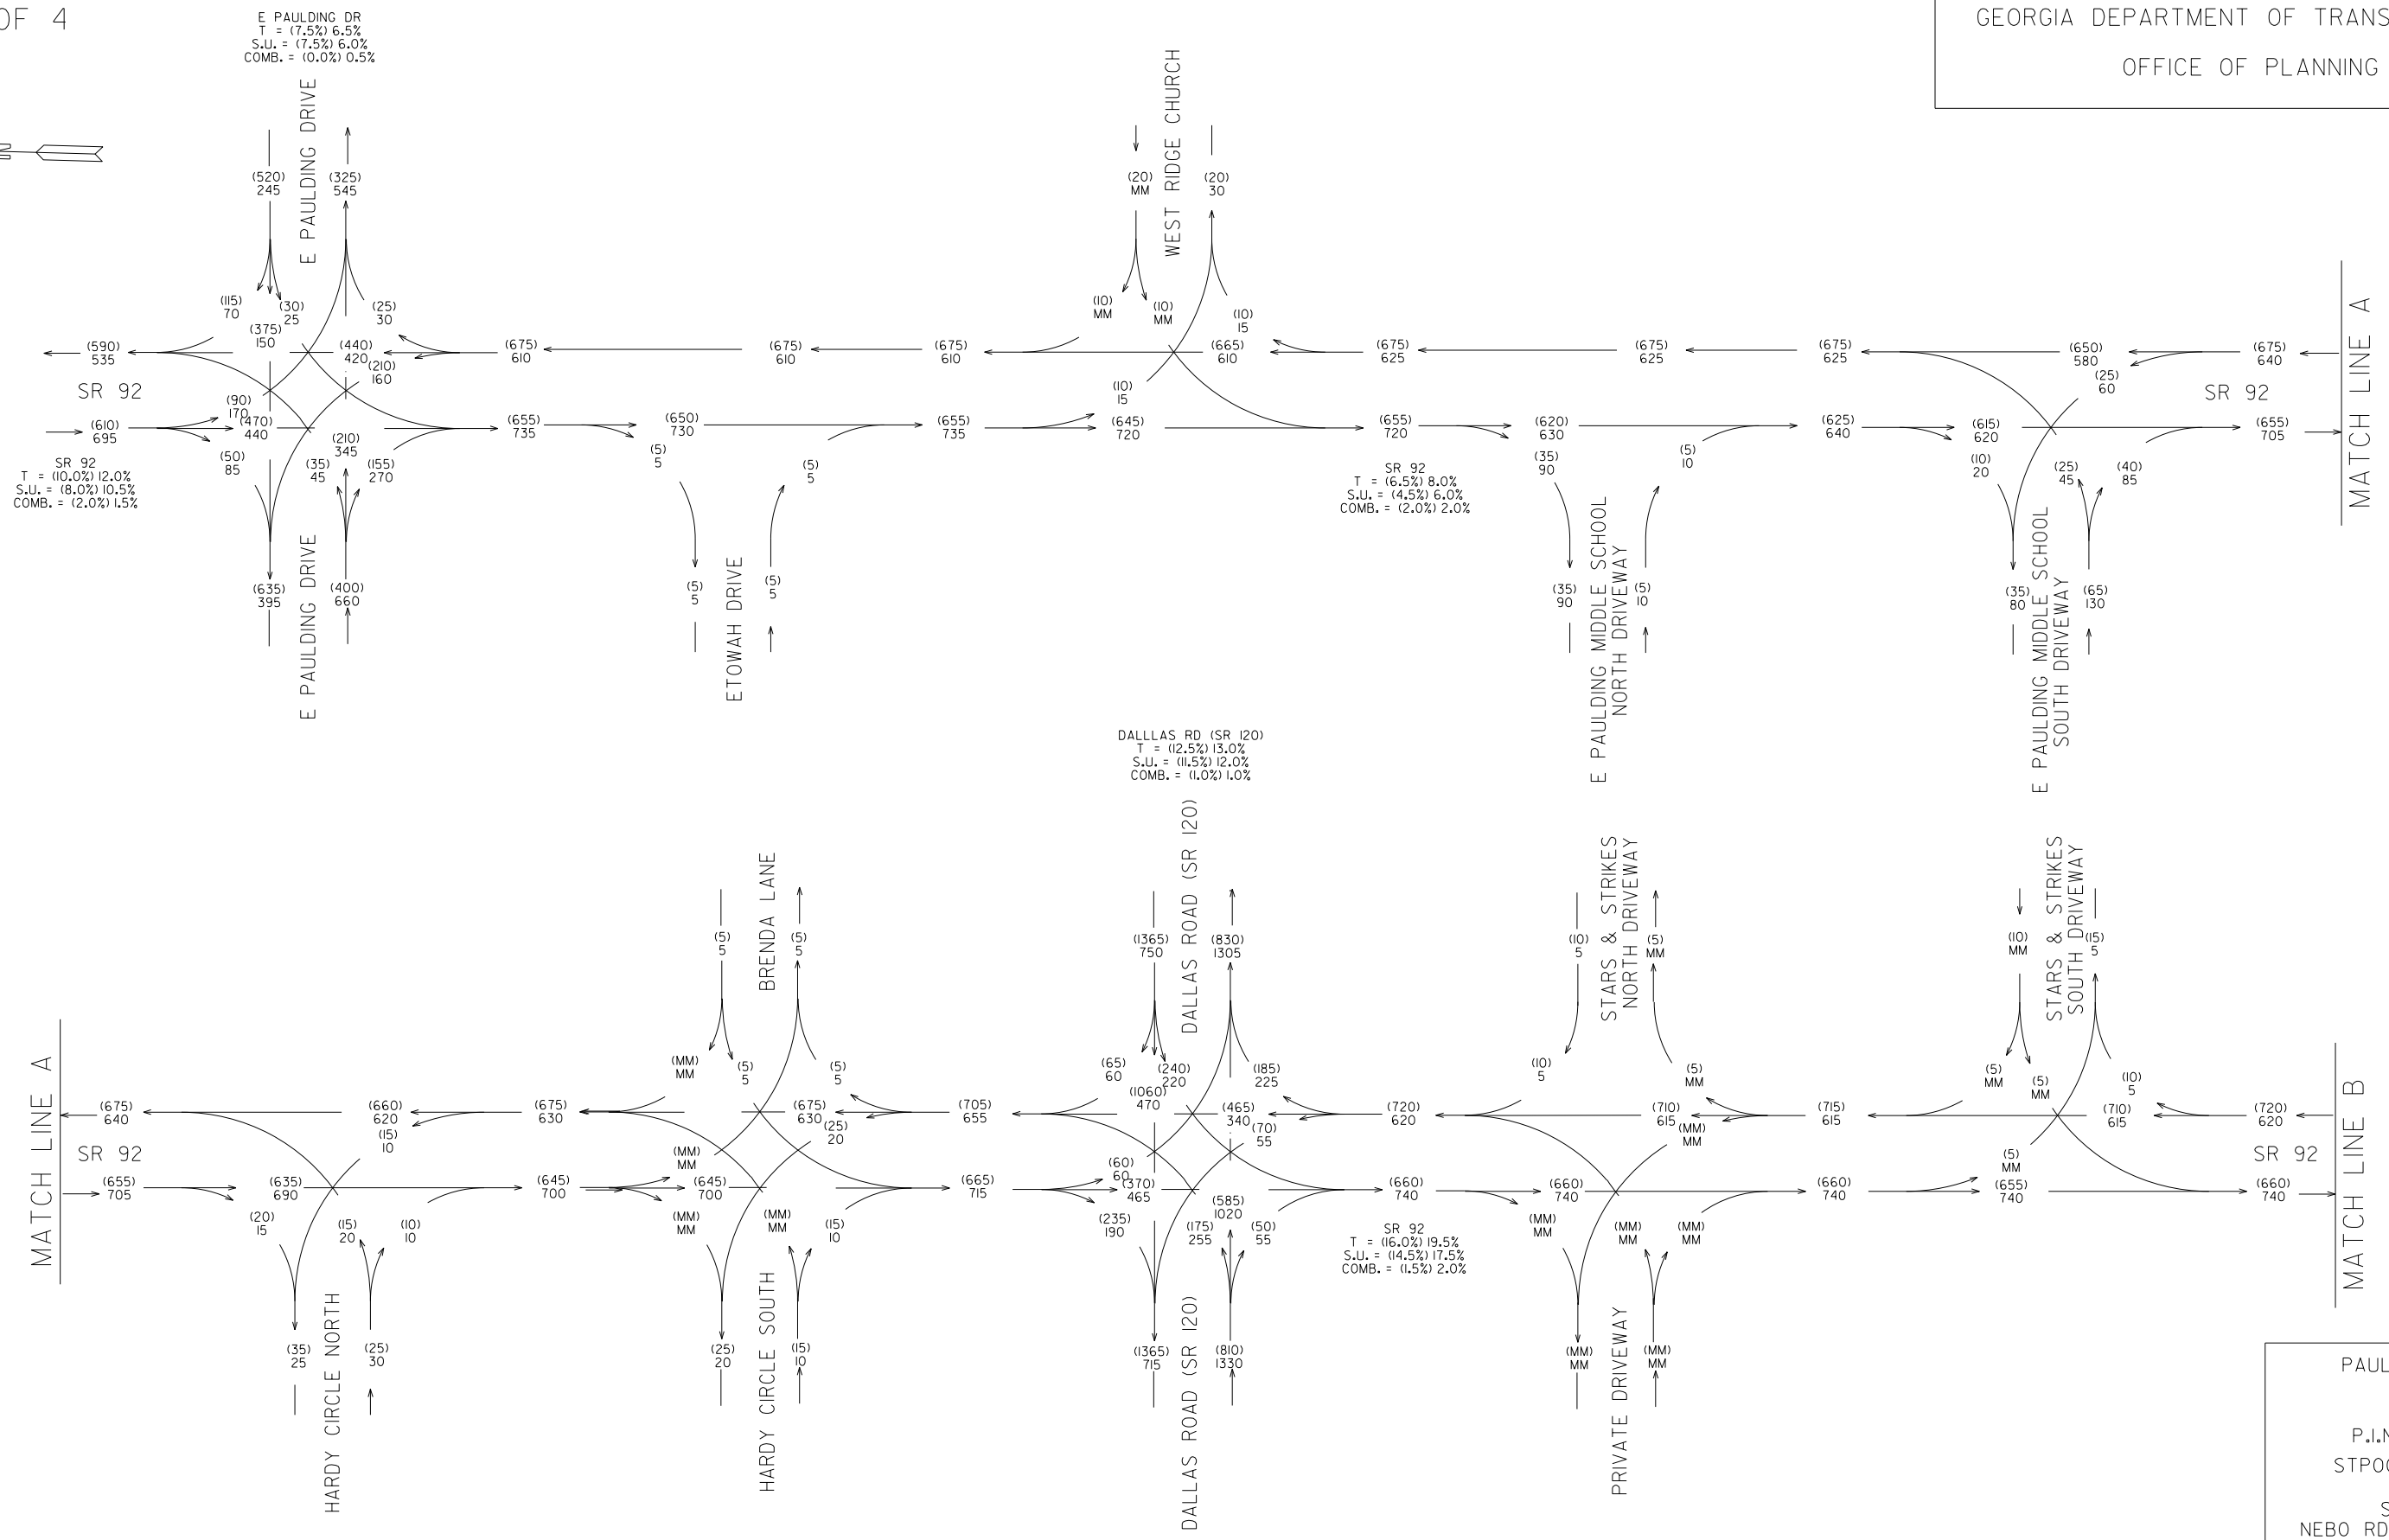 OF 4
GEORGIA DEPARTMENT OF TRANS
OFFICE OF PLANNING
E PAULDING DR
T = (7.5%) 6.5%
S.U. = (7.5%) 6.0%
COMB. = (0.0%) 0.5%
E PAULDING DRIVE
(520)
245
(325)
545
(115)
70
(30)
25
(375)
150
(25)
30
(590)
535
(440)
420
(210)
160
SR 92
(90)
170
(470)
440
(610)
695
(50)
85
(35)
45
(210)
345
(155)
270
SR 92
T = (10.0%) 12.0%
S.U. = (8.0%) 10.5%
COMB. = (2.0%) 1.5%
(635)
395
(400)
660
E PAULDING DRIVE
(675)
610
(675)
610
(675)
610
(655)
735
(650)
730
(655)
735
(5)
5
(5)
5
(5)
5
(5)
5
ETOWAH DRIVE
WEST RIDGE CHURCH
(20)
MM
(20)
30
(10)
MM
(10)
MM
(10)
15
(665)
610
(10)
15
(645)
720
(675)
625
(675)
625
(675)
625
(655)
720
(620)
630
(625)
640
SR 92
T = (6.5%) 8.0%
S.U. = (4.5%) 6.0%
COMB. = (2.0%) 2.0%
(35)
90
(5)
10
(35)
90
(5)
10
E PAULDING MIDDLE SCHOOL
NORTH DRIVEWAY
(650)
580
(25)
60
(675)
640
SR 92
(615)
620
(655)
705
(10)
20
(25)
45
(40)
85
(35)
80
(65)
130
E PAULDING MIDDLE SCHOOL
SOUTH DRIVEWAY
MATCH LINE A
MATCH LINE A
(675)
640
SR 92
(655)
705
(660)
620
(15)
10
(635)
690
(20)
15
(15)
20
(10)
10
(35)
25
(25)
30
HARDY CIRCLE NORTH
(675)
630
(645)
700
BRENDA LANE
(5)
5
(5)
5
(MM)
MM
(5)
5
(5)
5
(675)
630
(25)
20
(MM)
MM
(645)
700
(MM)
MM
(MM)
MM
(15)
10
(25)
20
(15)
10
HARDY CIRCLE SOUTH
(705)
655
(665)
715
DALLLAS RD (SR 120)
T = (12.5%) 13.0%
S.U. = (11.5%) 12.0%
COMB. = (1.0%) 1.0%
DALLAS ROAD (SR 120)
(1365)
750
(830)
1305
(65)
60
(240)
220
(1060)
470
(185)
225
(465)
340
(70)
55
(60)
60
(370)
465
(235)
190
(175)
255
(585)
1020
(50)
55
(1365)
715
(810)
1330
DALLAS ROAD (SR 120)
(720)
620
(660)
740
SR 92
T = (16.0%) 19.5%
S.U. = (14.5%) 17.5%
COMB. = (1.5%) 2.0%
STARS & STRIKES
NORTH DRIVEWAY
(10)
5
(5)
MM
(10)
5
(5)
MM
(710)
615
(MM)
MM
(660)
740
(MM)
MM
(MM)
MM
(MM)
MM
(MM)
MM
(MM)
MM
PRIVATE DRIVEWAY
(715)
615
(660)
740
STARS & STRIKES
SOUTH DRIVEWAY
(10)
MM
(15)
5
(5)
MM
(5)
MM
(10)
5
(710)
615
(5)
MM
(655)
740
(720)
620
SR 92
(660)
740
MATCH LINE B
PAUL
P.I.N
STPOO
S
NEBO RD